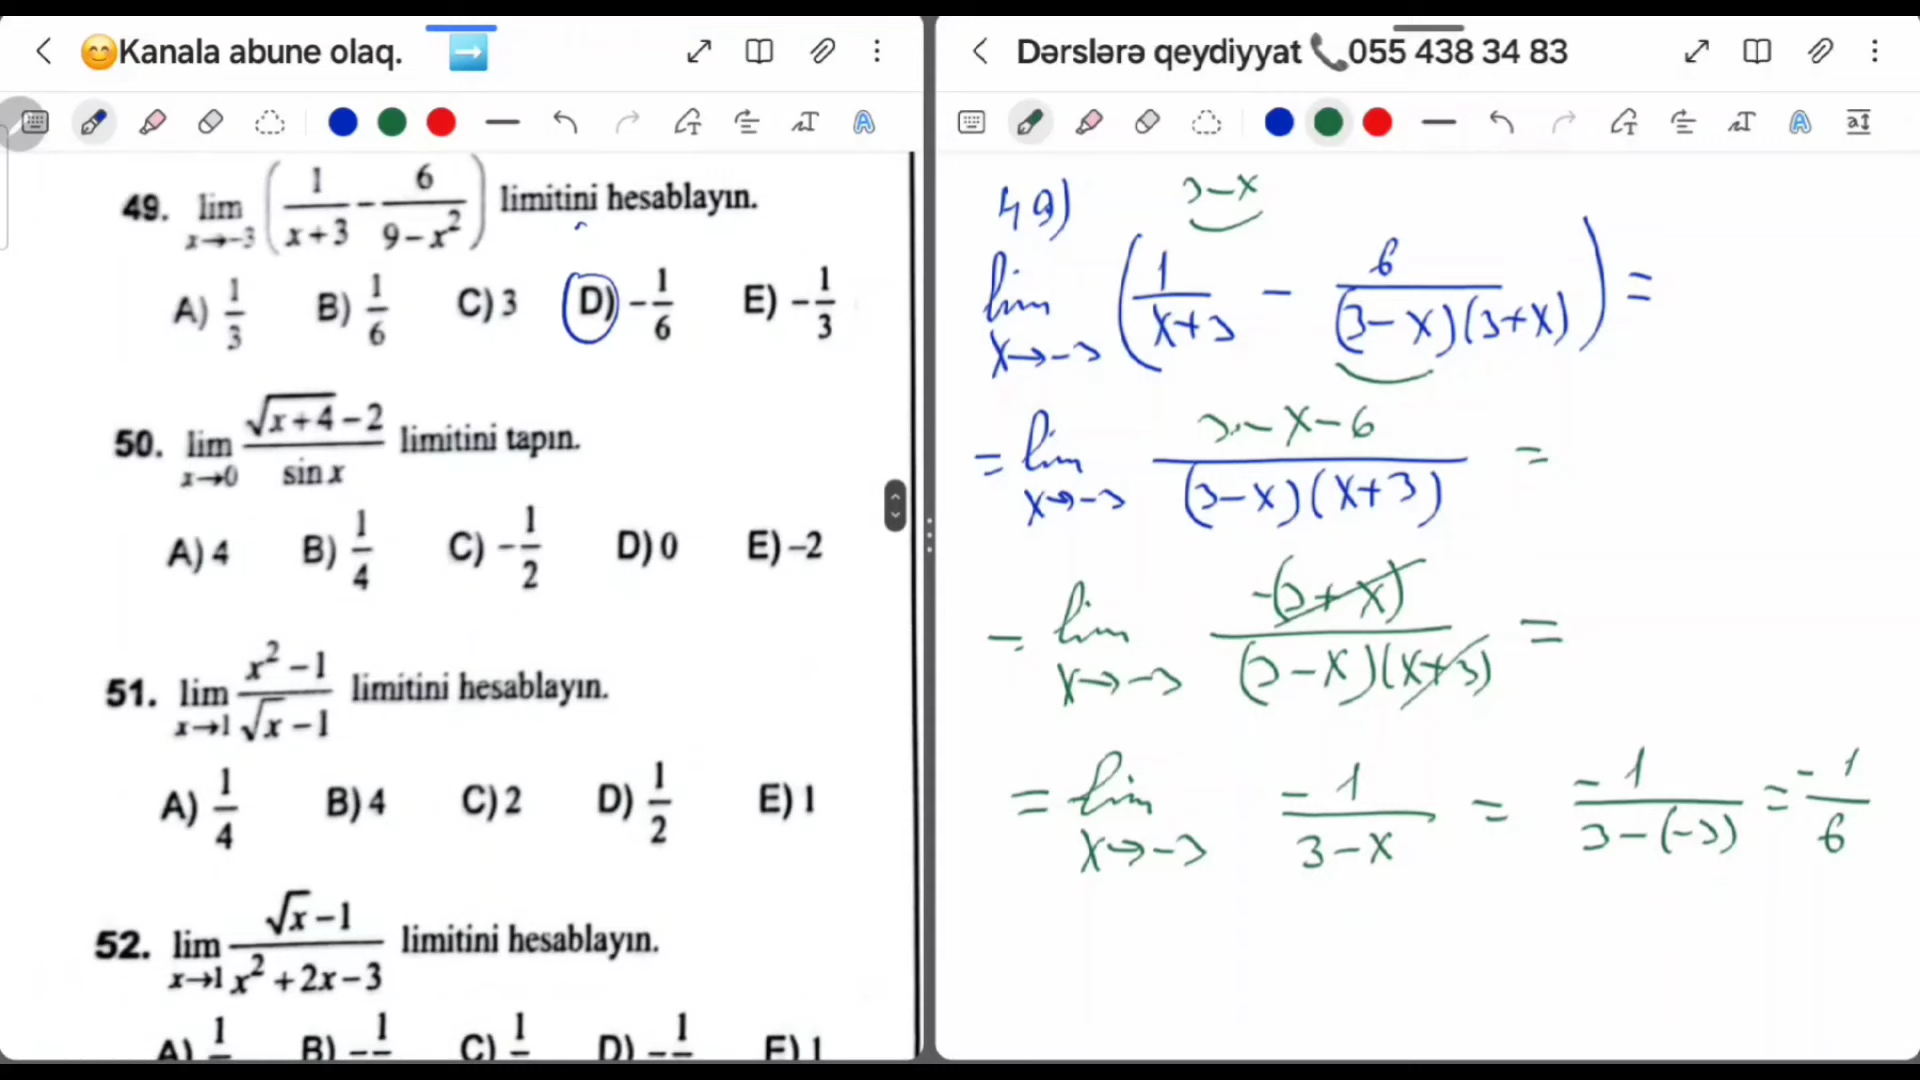 😊Kanala abune olaq. ➡️
49. lim x→-3 (1/(x+3) - 6/(9-x²)) limitini hesablayın.
A) 1/3 B) 1/6 C) 3 D) -1/6 E) -1/3
50. lim x→0 (√(x+4) - 2)/(sin x) limitini tapın.
A) 4 B) 1/4 C) -1/2 D) 0 E) -2
51. lim x→1 (x² - 1)/(√x - 1) limitini hesablayın.
A) 1/4 B) 4 C) 2 D) 1/2 E) 1
52. lim x→1 (√x - 1)/(x² + 2x - 3) limitini hesablayın.
A) 1 B) -1 C) 1 D) -1 E) 1
Dərslərə qeydiyyat 📞055 438 34 83
49) 3-x
lim x→-3 (1/(x+3) - 6/((3-x)(3+x))) =
= lim x→-3 (3-x-6)/((3-x)(x+3)) =
= lim x→-3 (-(3+x))/((3-x)(x+3)) =
= lim x→-3 (-1)/(3-x) = (-1)/(3-(-3)) = (-1)/6